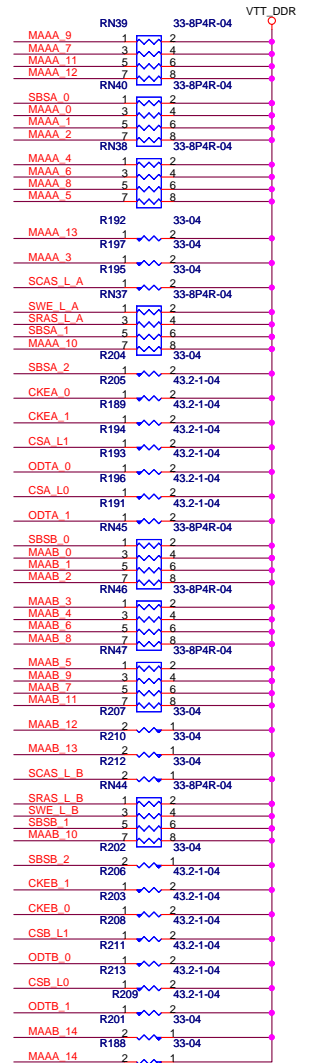 VTT_DDR
RN39 33-8P4R-04
MAAA_9 1 2
MAAA_7 3 4
MAAA_11 5 6
MAAA_12 7 8
RN40 33-8P4R-04
SBSA_0 1 2
MAAA_0 3 4
MAAA_1 5 6
MAAA_2 7 8
RN38 33-8P4R-04
MAAA_4 1 2
MAAA_6 3 4
MAAA_8 5 6
MAAA_5 7 8
R192 33-04
MAAA_13 1 2
R197 33-04
MAAA_3 1 2
R195 33-04
SCAS_L_A 1 2
RN37 33-8P4R-04
SWE_L_A 1 2
SRAS_L_A 3 4
SBSA_1 5 6
MAAA_10 7 8
R204 33-04
SBSA_2 1 2
R205 43.2-1-04
CKEA_0 1 2
R189 43.2-1-04
CKEA_1 1 2
R194 43.2-1-04
CSA_L1 1 2
R193 43.2-1-04
ODTA_0 1 2
R196 43.2-1-04
CSA_L0 1 2
R191 43.2-1-04
ODTA_1 1 2
RN45 33-8P4R-04
SBSB_0 1 2
MAAB_0 3 4
MAAB_1 5 6
MAAB_2 7 8
RN46 33-8P4R-04
MAAB_3 1 2
MAAB_4 3 4
MAAB_6 5 6
MAAB_8 7 8
RN47 33-8P4R-04
MAAB_5 1 2
MAAB_9 3 4
MAAB_7 5 6
MAAB_11 7 8
R207 33-04
MAAB_12 2 1
R210 33-04
MAAB_13 2 1
R212 33-04
SCAS_L_B 2 1
RN44 33-8P4R-04
SRAS_L_B 1 2
SWE_L_B 3 4
SBSB_1 5 6
MAAB_10 7 8
R202 33-04
SBSB_2 2 1
R206 43.2-1-04
CKEB_1 1 2
R203 43.2-1-04
CKEB_0 1 2
R208 43.2-1-04
CSB_L1 1 2
R211 43.2-1-04
ODTB_0 1 2
R213 43.2-1-04
CSB_L0 1 2
R209 43.2-1-04
ODTB_1 1 2
R201 33-04
MAAB_14 2 1
R188 33-04
MAAA_14 2 1